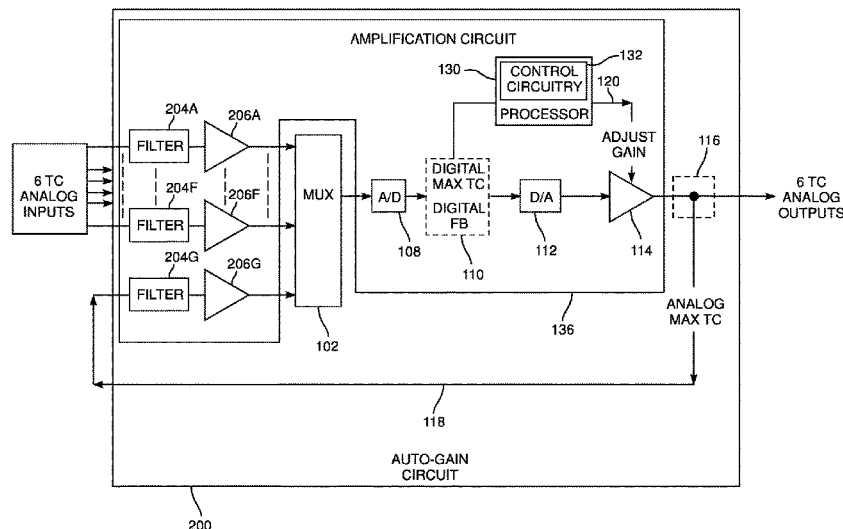 AMPLIFICATION CIRCUIT
132
130
CONTROL
CIRCUITRY
120
PROCESSOR
204A
206A
FILTER
ADJUST
GAIN
116
6 TC
ANALOG
INPUTS
204F
206F
MUX
A/D
DIGITAL
MAX TC
DIGITAL
FB
D/A
6 TC
ANALOG
OUTPUTS
FILTER
108
110
112
114
204G
206G
FILTER
ANALOG
MAX TC
102
136
118
AUTO-GAIN
CIRCUIT
200